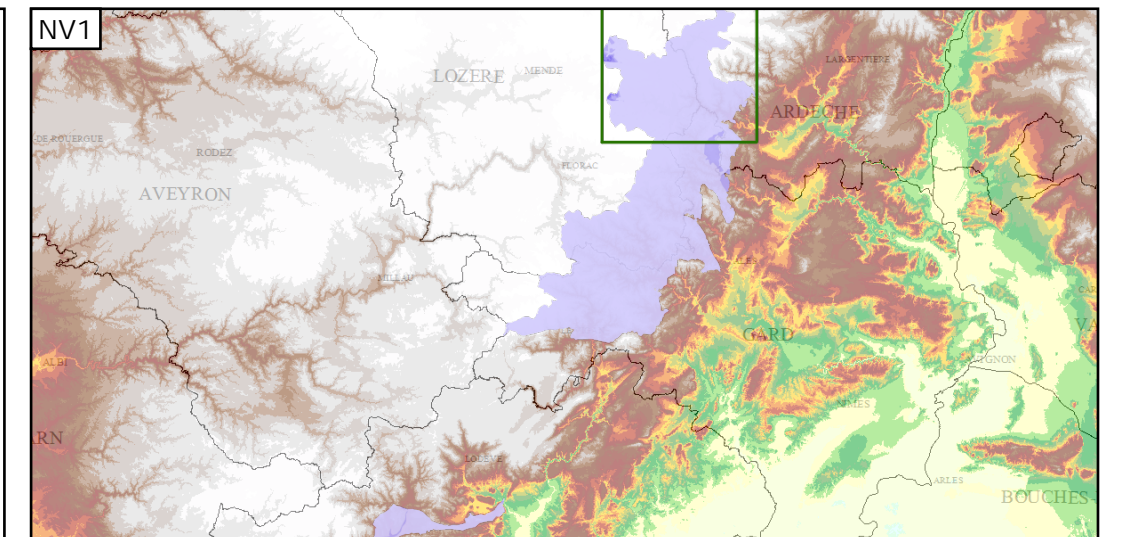 NV1
LARGENTIERE
LOZERE MENDE
ARDECHE
-DE-ROUERGUE
RODEZ
FLORAC
AVEYRON
MILLAU
GARD
ALBI
NIMES
ARN
LODEVE
ARLES
BOUCHES-